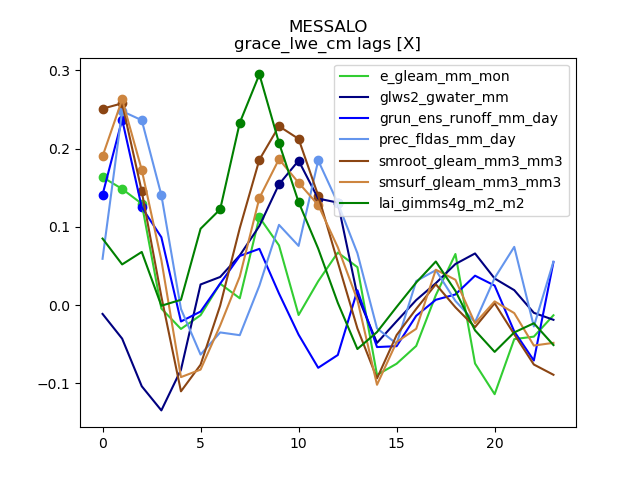 MESSALO
grace_lwe_cm lags [X]
0.3
0.2
0.1
0.0
−0.1
0
5
10
15
20
e_gleam_mm_mon
glws2_gwater_mm
grun_ens_runoff_mm_day
prec_fldas_mm_day
smroot_gleam_mm3_mm3
smsurf_gleam_mm3_mm3
lai_gimms4g_m2_m2